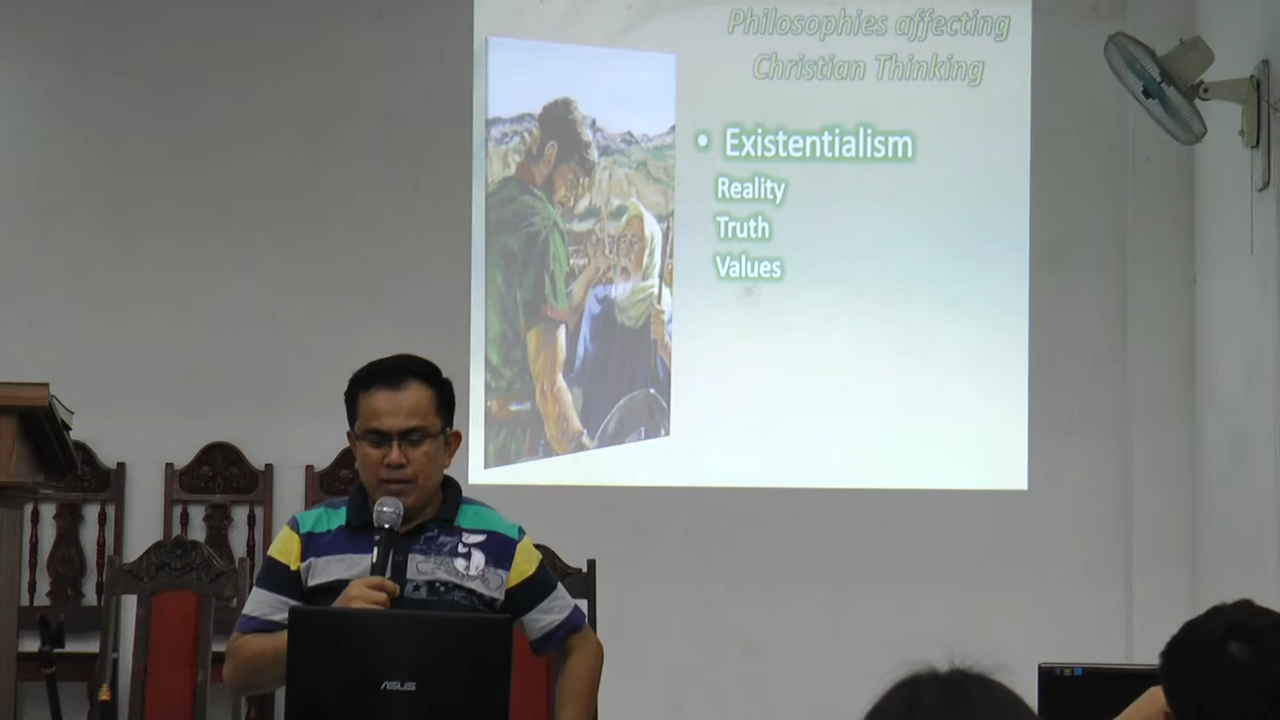 Philosophies affecting
Christian Thinking
• Existentialism
Reality
Truth
Values
ASUS